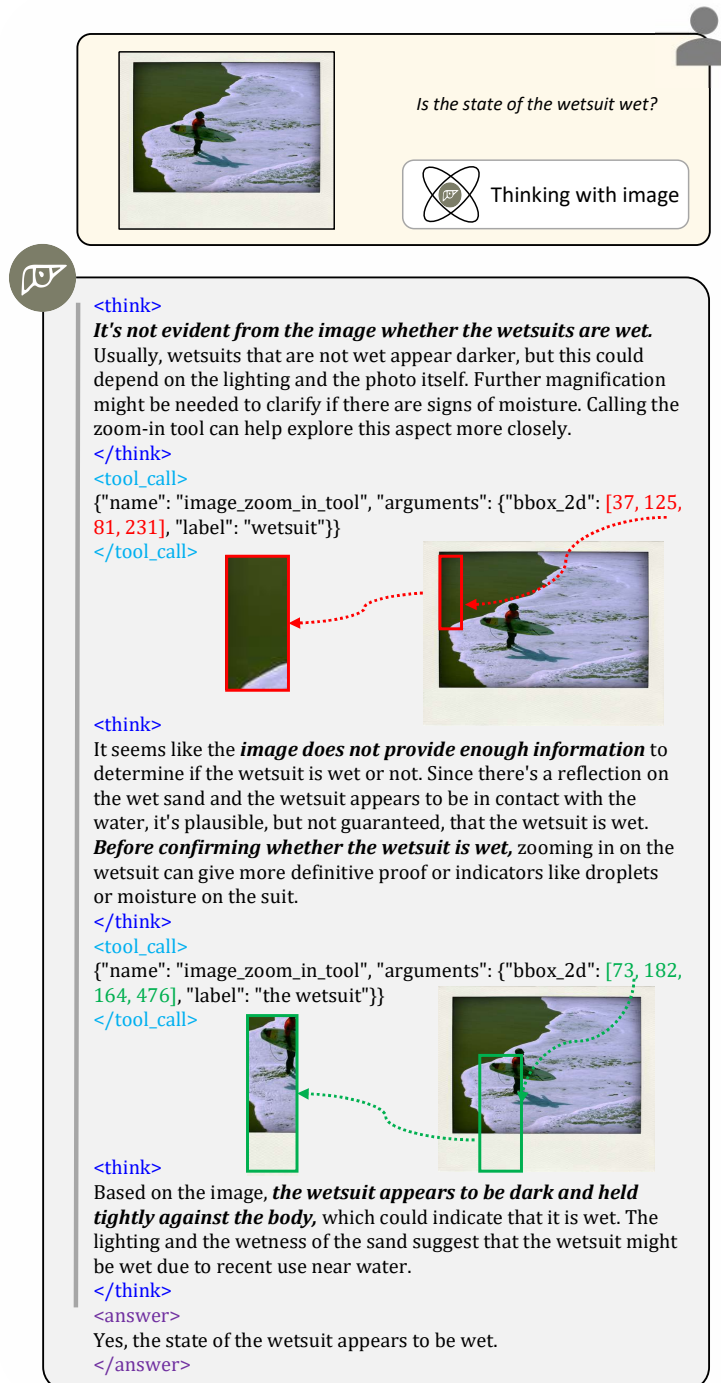 Is the state of the wetsuit wet?
Thinking with image
<think>
It's not evident from the image whether the wetsuits are wet.
Usually, wetsuits that are not wet appear darker, but this could
depend on the lighting and the photo itself. Further magnification
might be needed to clarify if there are signs of moisture. Calling the
zoom-in tool can help explore this aspect more closely.
</think>
<tool_call>
{"name": "image_zoom_in_tool", "arguments": {"bbox_2d": [37, 125,
81, 231], "label": "wetsuit"}}
</tool_call>
<think>
It seems like the image does not provide enough information to
determine if the wetsuit is wet or not. Since there's a reflection on
the wet sand and the wetsuit appears to be in contact with the
water, it's plausible, but not guaranteed, that the wetsuit is wet.
Before confirming whether the wetsuit is wet, zooming in on the
wetsuit can give more definitive proof or indicators like droplets
or moisture on the suit.
</think>
<tool_call>
{"name": "image_zoom_in_tool", "arguments": {"bbox_2d": [73, 182,
164, 476], "label": "the wetsuit"}}
</tool_call>
<think>
Based on the image, the wetsuit appears to be dark and held
tightly against the body, which could indicate that it is wet. The
lighting and the wetness of the sand suggest that the wetsuit might
be wet due to recent use near water.
</think>
<answer>
Yes, the state of the wetsuit appears to be wet.
</answer>